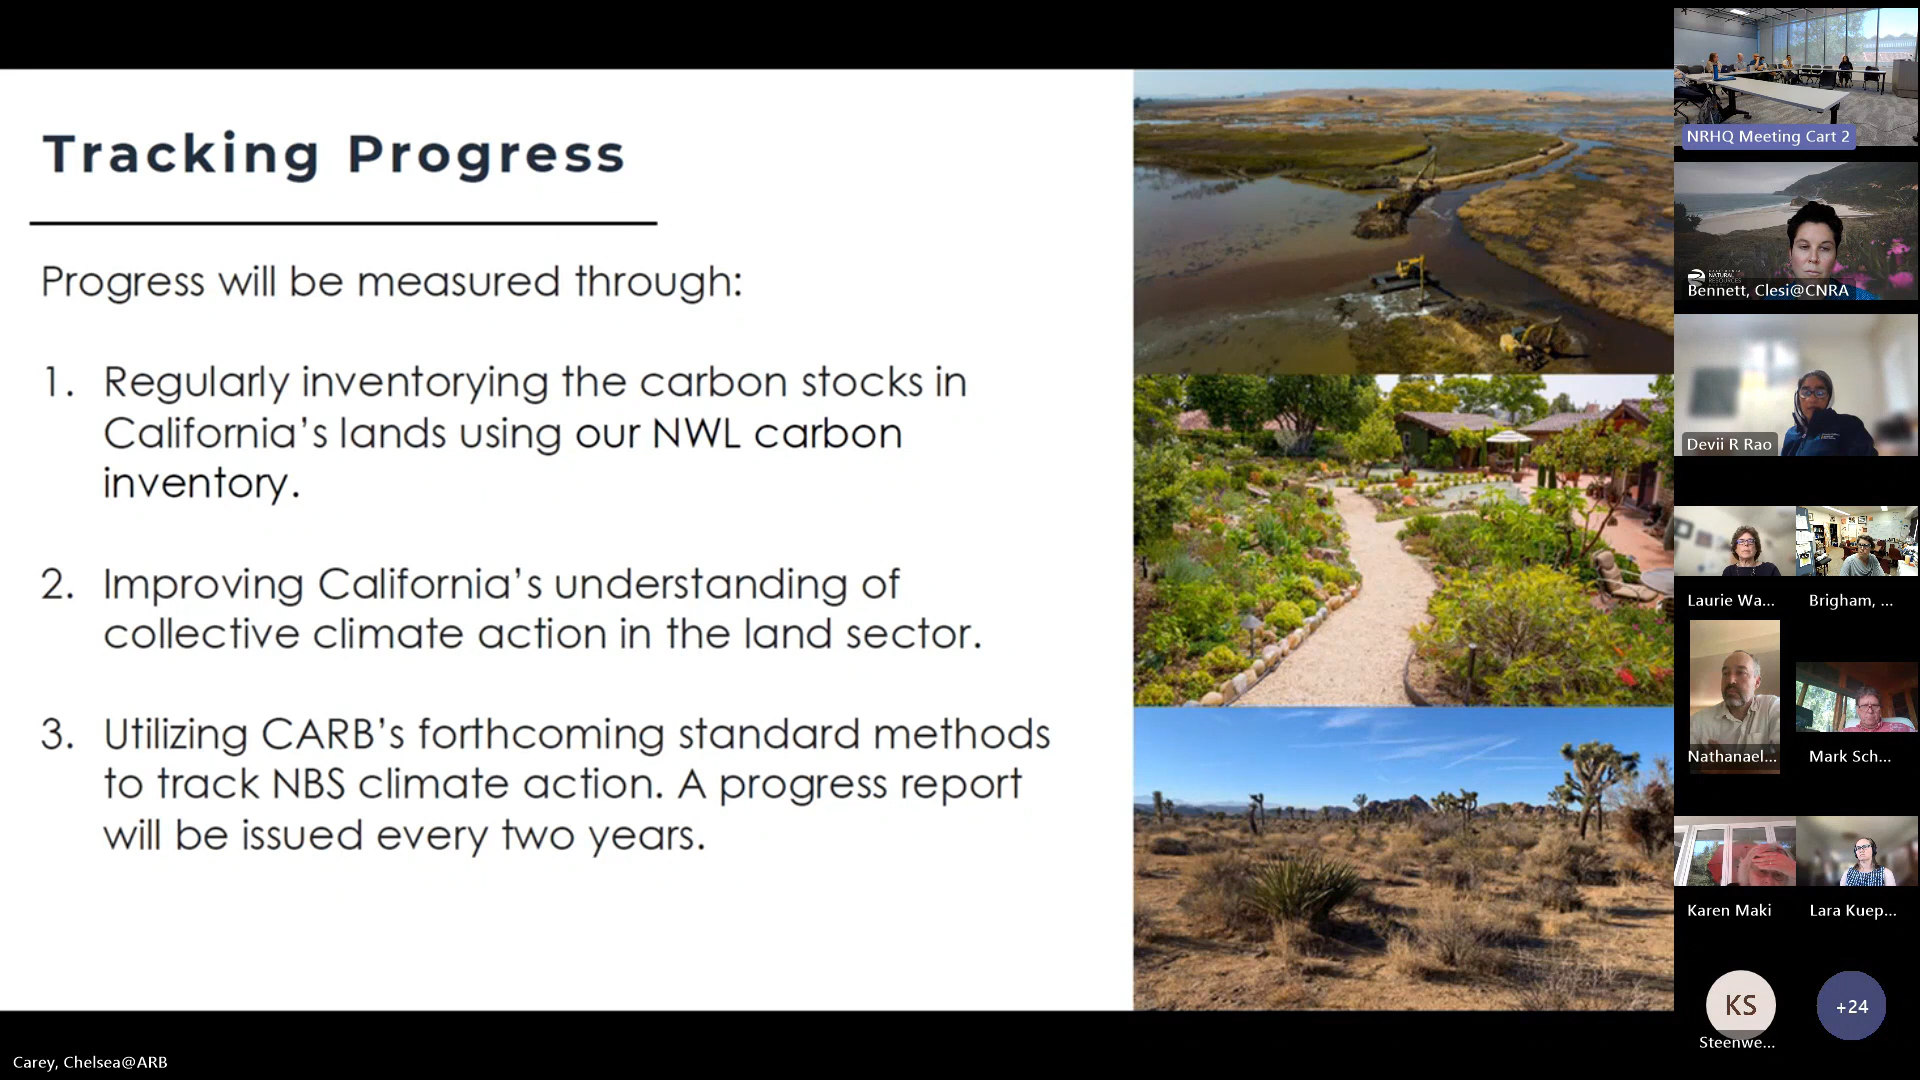 Tracking Progress
Progress will be measured through:
1. Regularly inventorying the carbon stocks in
California's lands using our NWL carbon
inventory.
2. Improving California's understanding of
collective climate action in the land sector.
3. Utilizing CARB's forthcoming standard methods
to track NBS climate action. A progress report
will be issued every two years.
Carey, Chelsea@ARB
NRHQ Meeting Cart 2
CALIFORNIA
NATURAL
RESOURCES
Bennett, Clesi@CNRA
Devii R Rao
Laurie Wa...
Brigham, ...
Nathanael...
Mark Sch...
Karen Maki
Lara Kuep...
KS
Steenwe...
+24